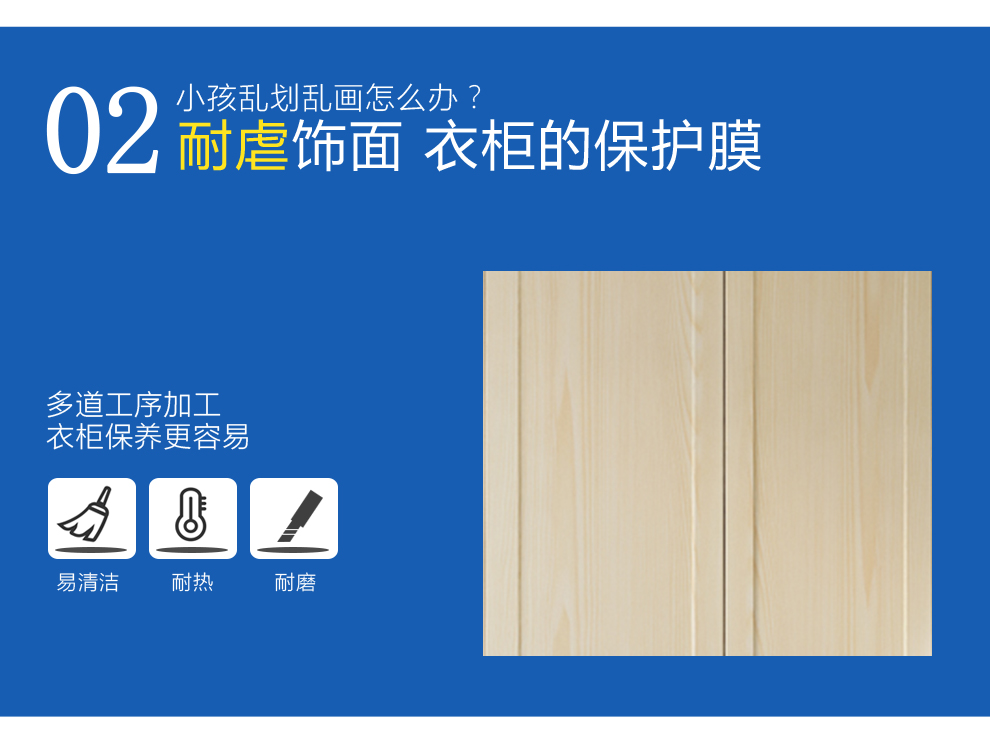 02
小孩乱划乱画怎么办？
耐虐饰面 衣柜的保护膜
多道工序加工
衣柜保养更容易
易清洁
耐热
耐磨